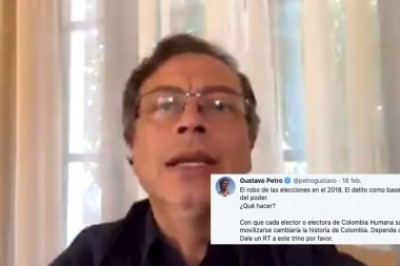 Gustavo Petro @petrogustavo · 18 feb.
El robo de las elecciones en el 2018. El delito como base
del poder.
¿Qué hacer?
Con que cada elector o electora de Colombia Humana
movilizarse cambiaría la historia de Colombia. Depende
Dale un RT a este trino por favor.